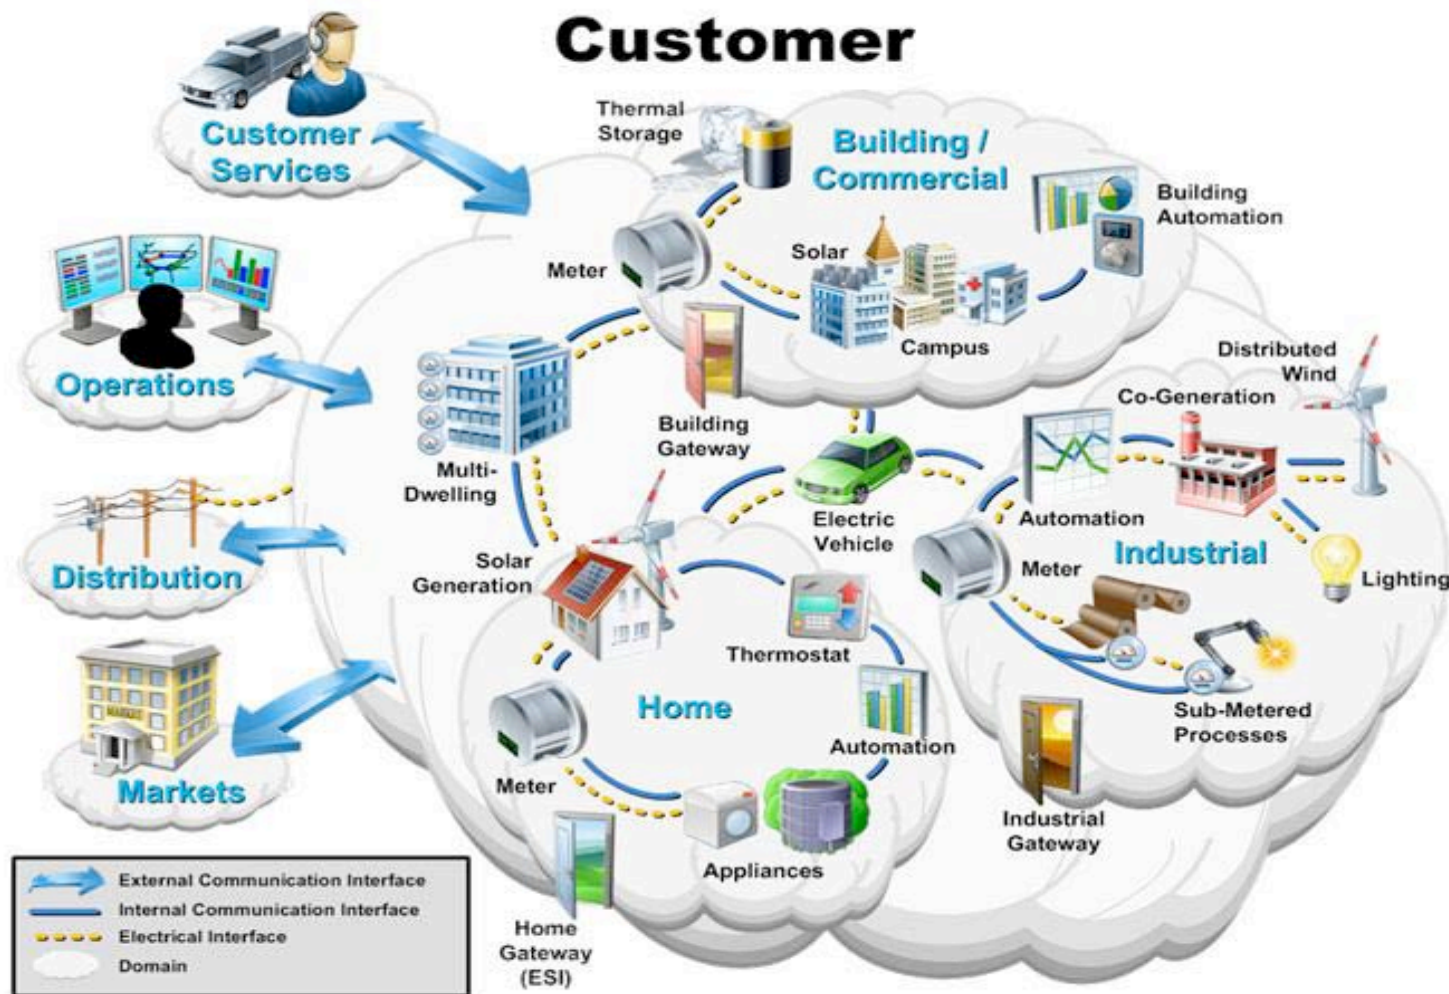 Customer
Customer
Services
Operations
Distribution
Markets
MARKET
Thermal
Storage
Building /
Commercial
Building
Automation
Meter
Solar
Campus
Building
Gateway
Multi-
Dwelling
Electric
Vehicle
Distributed
Wind
Co-Generation
Automation
Industrial
Meter
Lighting
Sub-Metered
Processes
Industrial
Gateway
Solar
Generation
Thermostat
Home
Automation
Meter
Appliances
Home
Gateway
(ESI)
External Communication Interface
Internal Communication Interface
Electrical Interface
Domain